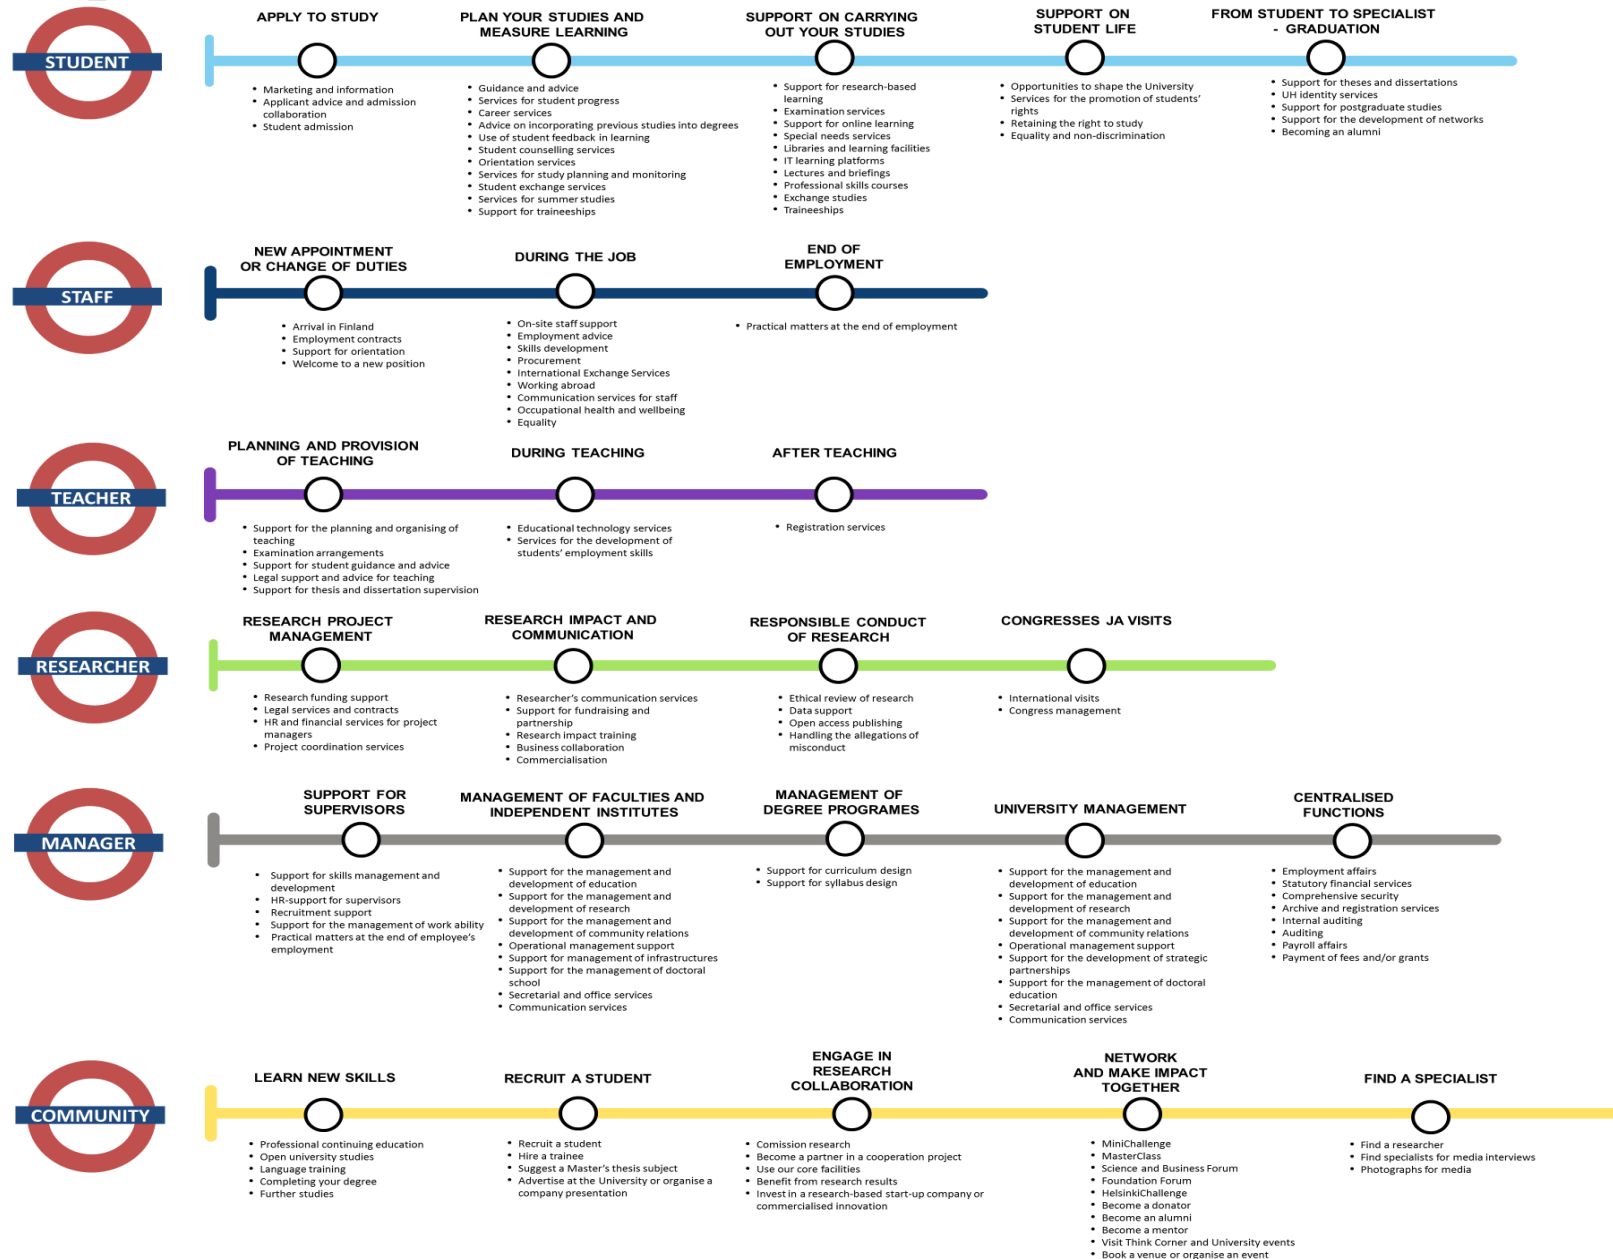 STUDENT
APPLY TO STUDY
• Marketing and information
• Applicant advice and admission
collaboration
• Student admission
PLAN YOUR STUDIES AND
MEASURE LEARNING
• Guidance and advice
• Services for student progress
• Career services
• Advice on incorporating previous studies into degrees
• Use of student feedback in learning
• Student counselling services
• Orientation services
• Services for study planning and monitoring
• Student exchange services
• Services for summer studies
• Support for traineeships
SUPPORT ON CARRYING
OUT YOUR STUDIES
• Support for research-based
learning
• Examination services
• Support for online learning
• Special needs services
• Libraries and learning facilities
• IT learning platforms
• Lectures and briefings
• Professional skills courses
• Exchange studies
• Traineeships
SUPPORT ON
STUDENT LIFE
• Opportunities to shape the University
• Services for the promotion of students'
rights
• Retaining the right to study
• Equality and non-discrimination
FROM STUDENT TO SPECIALIST
- GRADUATION
• Support for theses and dissertations
• UH identity services
• Support for postgraduate studies
• Support for the development of networks
• Becoming an alumni
STAFF
NEW APPOINTMENT
OR CHANGE OF DUTIES
• Arrival in Finland
• Employment contracts
• Support for orientation
• Welcome to a new position
DURING THE JOB
• On-site staff support
• Employment advice
• Skills development
• Procurement
• International Exchange Services
• Working abroad
• Communication services for staff
• Occupational health and wellbeing
• Equality
END OF
EMPLOYMENT
• Practical matters at the end of employment
TEACHER
PLANNING AND PROVISION
OF TEACHING
• Support for the planning and organising of
teaching
• Examination arrangements
• Support for student guidance and advice
• Legal support and advice for teaching
• Support for thesis and dissertation supervision
DURING TEACHING
• Educational technology services
• Services for the development of
students' employment skills
AFTER TEACHING
• Registration services
RESEARCHER
RESEARCH PROJECT
MANAGEMENT
• Research funding support
• Legal services and contracts
• HR and financial services for project
managers
• Project coordination services
RESEARCH IMPACT AND
COMMUNICATION
• Researcher's communication services
• Support for fundraising and
partnership
• Research impact training
• Business collaboration
• Commercialisation
RESPONSIBLE CONDUCT
OF RESEARCH
• Ethical review of research
• Data support
• Open access publishing
• Handling the allegations of
misconduct
CONGRESSES JA VISITS
• International visits
• Congress management
MANAGER
SUPPORT FOR
SUPERVISORS
• Support for skills management and
development
• HR-support for supervisors
• Recruitment support
• Support for the management of work ability
• Practical matters at the end of employee's
employment
MANAGEMENT OF FACULTIES AND
INDEPENDENT INSTITUTES
• Support for the management and
development of education
• Support for the management and
development of research
• Support for the management and
development of community relations
• Operational management support
• Support for management of infrastructures
• Support for the management of doctoral
school
• Secretarial and office services
• Communication services
MANAGEMENT OF
DEGREE PROGRAMES
• Support for curriculum design
• Support for syllabus design
UNIVERSITY MANAGEMENT
• Support for the management and
development of education
• Support for the management and
development of research
• Support for the management and
development of community relations
• Operational management support
• Support for the development of strategic
partnerships
• Support for the management of doctoral
education
• Secretarial and office services
• Communication services
CENTRALISED
FUNCTIONS
• Employment affairs
• Statutory financial services
• Comprehensive security
• Archive and registration services
• Internal auditing
• Auditing
• Payroll affairs
• Payment of fees and/or grants
COMMUNITY
LEARN NEW SKILLS
• Professional continuing education
• Open university studies
• Language training
• Completing your degree
• Further studies
RECRUIT A STUDENT
• Recruit a student
• Hire a trainee
• Suggest a Master's thesis subject
• Advertise at the University or organise a
company presentation
ENGAGE IN
RESEARCH
COLLABORATION
• Comission research
• Become a partner in a cooperation project
• Use our core facilities
• Benefit from research results
• Invest in a research-based start-up company or
commercialised innovation
NETWORK
AND MAKE IMPACT
TOGETHER
• MiniChallenge
• MasterClass
• Science and Business Forum
• Foundation Forum
• HelsinkiChallenge
• Become a donator
• Become an alumni
• Become a mentor
• Visit Think Corner and University events
• Book a venue or organise an event
FIND A SPECIALIST
• Find a researcher
• Find specialists for media interviews
• Photographs for media